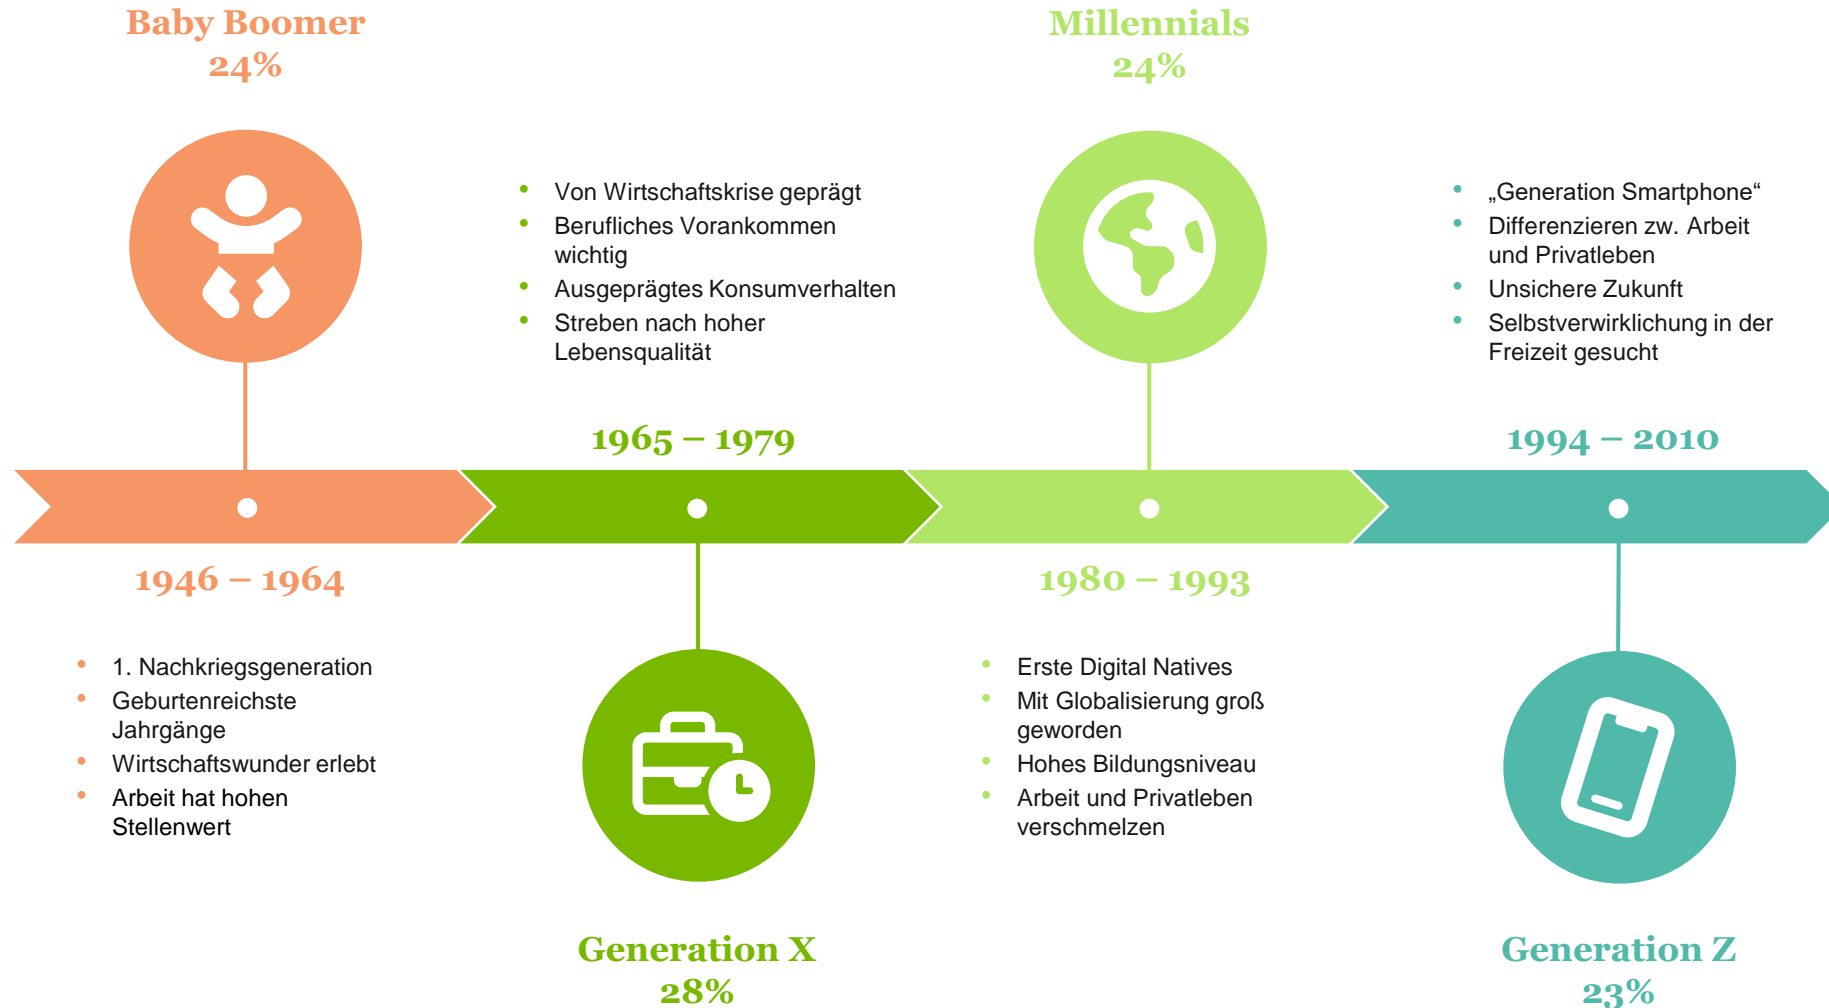 Baby Boomer
24%
1946 – 1964
• 1. Nachkriegsgeneration
• Geburtenreichste
Jahrgänge
• Wirtschaftswunder erlebt
• Arbeit hat hohen
Stellenwert
• Von Wirtschaftskrise geprägt
• Berufliches Vorankommen
wichtig
• Ausgeprägtes Konsumverhalten
• Streben nach hoher
Lebensqualität
1965 – 1979
Generation X
28%
Millennials
24%
1980 – 1993
• Erste Digital Natives
• Mit Globalisierung groß
geworden
• Hohes Bildungsniveau
• Arbeit und Privatleben
verschmelzen
• „Generation Smartphone“
• Differenzieren zw. Arbeit
und Privatleben
• Unsichere Zukunft
• Selbstverwirklichung in der
Freizeit gesucht
1994 – 2010
Generation Z
23%